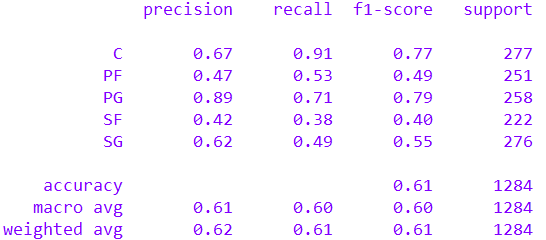 precision recall f1-score support
C 0.67 0.91 0.77 277
PF 0.47 0.53 0.49 251
PG 0.89 0.71 0.79 258
SF 0.42 0.38 0.40 222
SG 0.62 0.49 0.55 276
accuracy 0.61 1284
macro avg 0.61 0.60 0.60 1284
weighted avg 0.62 0.61 0.61 1284